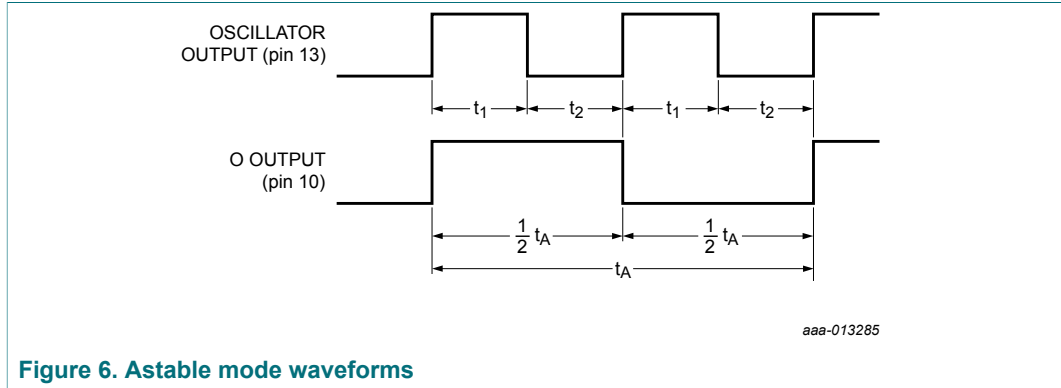 OSCILLATOR
OUTPUT (pin 13)
t1 t2 t1 t2
O OUTPUT
(pin 10)
1/2 tA 1/2 tA
tA
aaa-013285
Figure 6. Astable mode waveforms